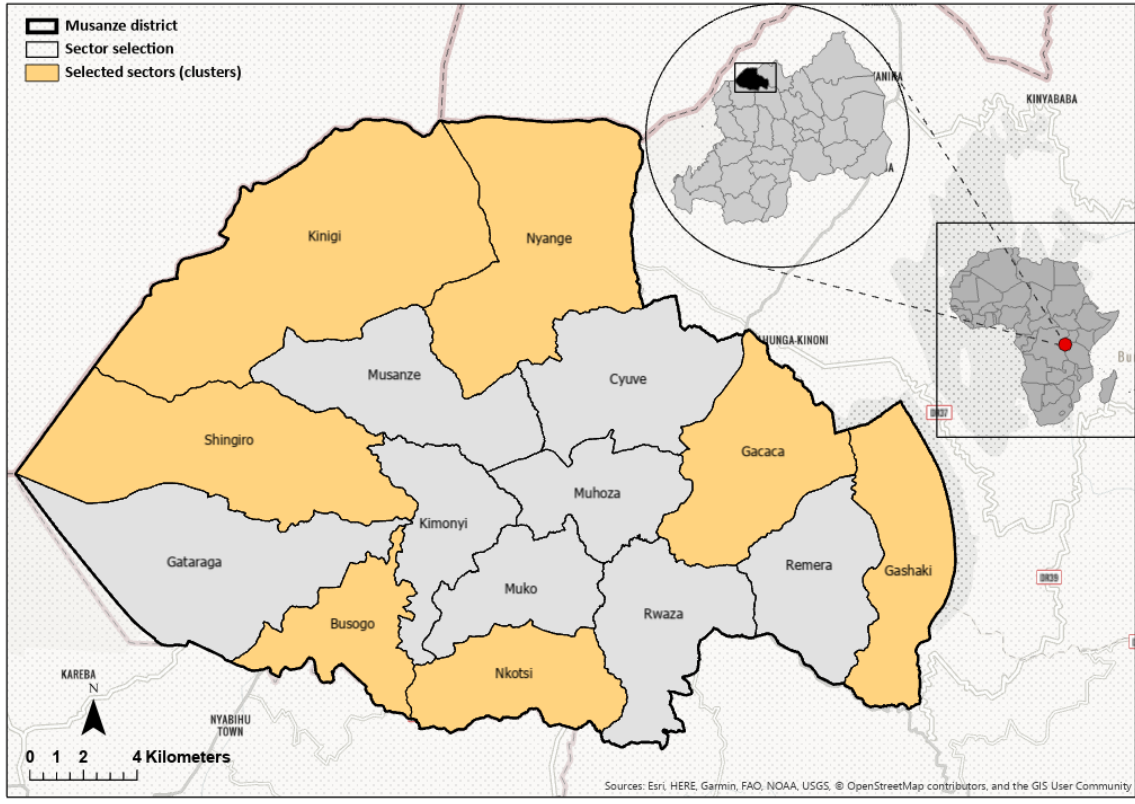 Musanze district
Sector selection
Selected sectors (clusters)
KINYABABA
Kinigi
Nyange
HUNGA-KINONI
Musanze
Cyuve
DR37
Shingiro
Gacaca
Muhoza
Kimonyi
Gataraga
Remera
Gashaki
DR39
Muko
Busogo
Rwaza
Nkotsi
KAREBA
N
NYABIHU
TOWN
0 1 2 4 Kilometers
Sources: Esri, HERE, Garmin, FAO, NOAA, USGS, © OpenStreetMap contributors, and the GIS User Community